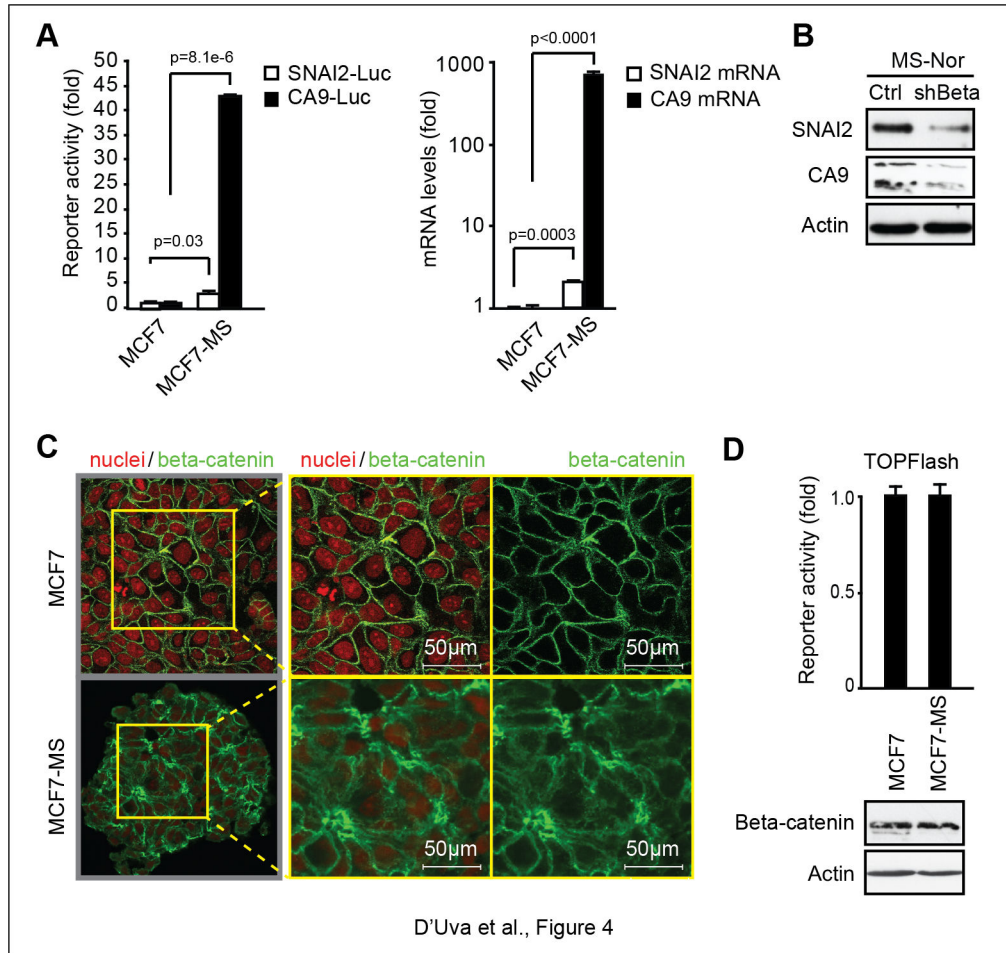 A
Reporter activity (fold)
50
45
40
35
30
25
20
15
10
5
0
p=8.1e-6
p=0.03
SNAI2-Luc
CA9-Luc
MCF7
MCF7-MS
mRNA levels (fold)
1000
100
10
1
p<0.0001
p=0.0003
SNAI2 mRNA
CA9 mRNA
MCF7
MCF7-MS
B
MS-Nor
Ctrl shBeta
SNAI2
CA9
Actin
C
nuclei/beta-catenin
nuclei/beta-catenin
beta-catenin
MCF7
50µm
50µm
MCF7-MS
50µm
50µm
D
TOPFlash
Reporter activity (fold)
1.0
0.5
0
MCF7
MCF7-MS
Beta-catenin
Actin
D'Uva et al., Figure 4